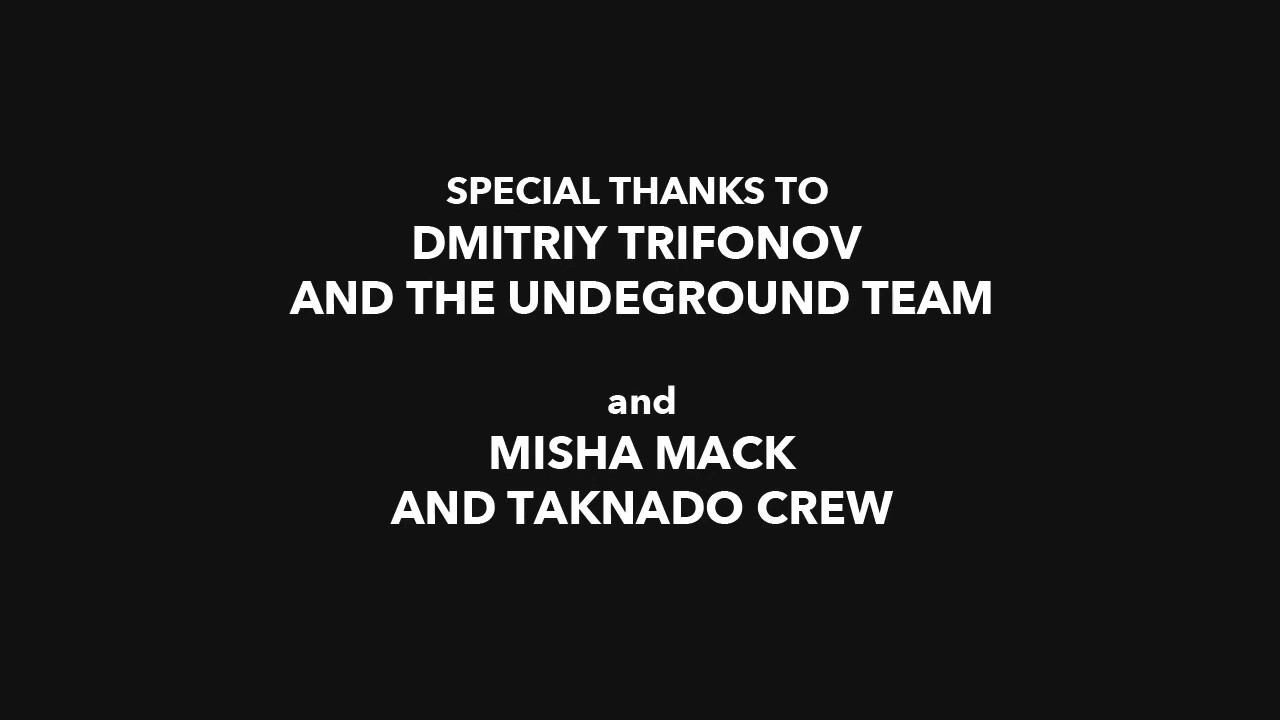 SPECIAL THANKS TO
DMITRIY TRIFONOV
AND THE UNDEGROUND TEAM
and
MISHA MACK
AND TAKNADO CREW